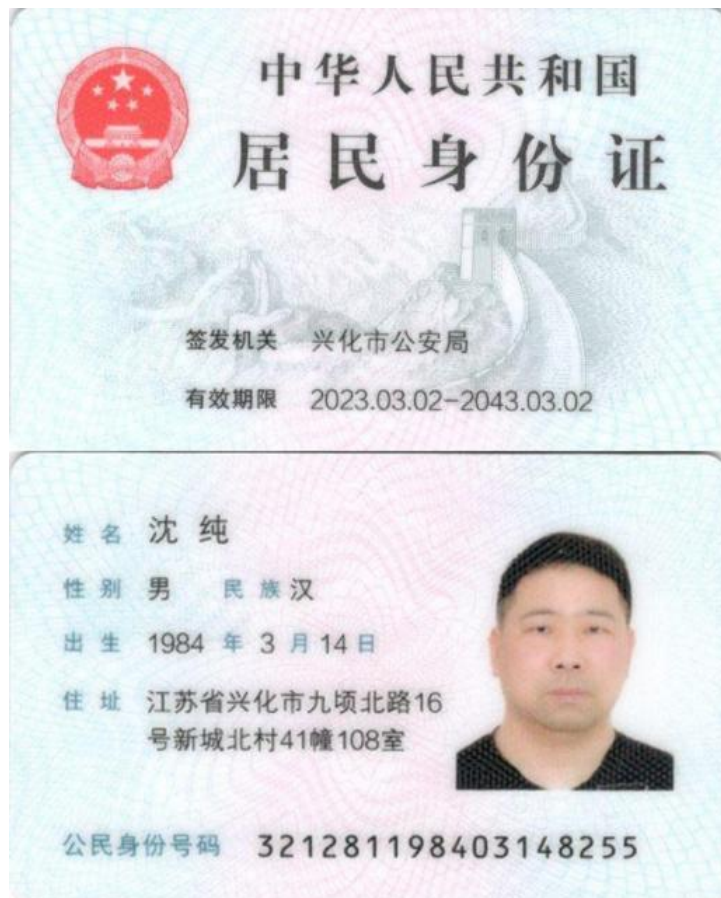 中华人民共和国
居民身份证
签发机关 兴化市公安局
有效期限 2023.03.02-2043.03.02
姓名 沈纯
性别 男 民族 汉
出生 1984 年 3 月 14 日
住址 江苏省兴化市九顷北路16
号新城北村41幢108室
公民身份号码 321281198403148255